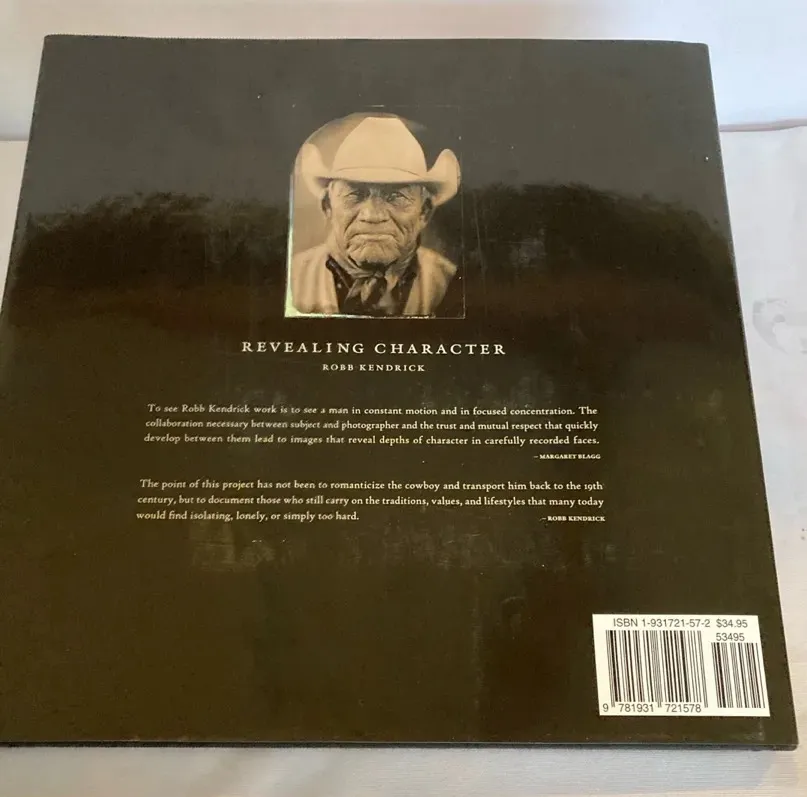 REVEALING CHARACTER
ROBB KENDRICK
To see Robb Kendrick work is to see a man in constant motion and in focused concentration. The
collaboration necessary between subject and photographer and the trust and mutual respect that quickly
develop between them lead to images that reveal depths of character in carefully recorded faces.
– MARGARET BLAGG
The point of this project has not been to romanticize the cowboy and transport him back to the 19th
century, but to document those who still carry on the traditions, values, and lifestyles that many today
would find isolating, lonely, or simply too hard.
– ROBB KENDRICK
ISBN 1-931721-57-2 $34.95
53495
9 781931 721578